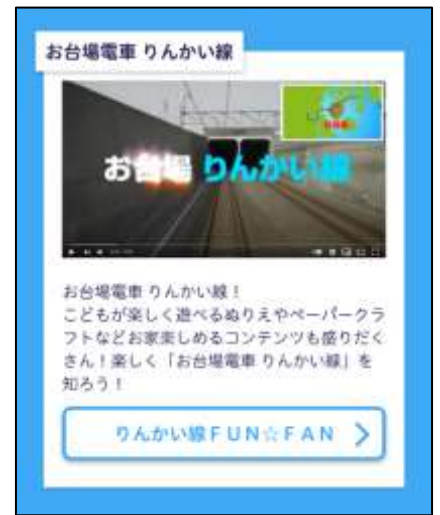 お台場電車 りんかい線
お台場 りんかい線
お台場電車 りんかい線！
こどもが楽しく遊べるぬりえやペーパークラ
フトなどお家楽しめるコンテンツも盛りだく
さん！楽しく「お台場電車 りんかい線」を
知ろう！
りんかい線ＦＵＮ☆ＦＡＮ